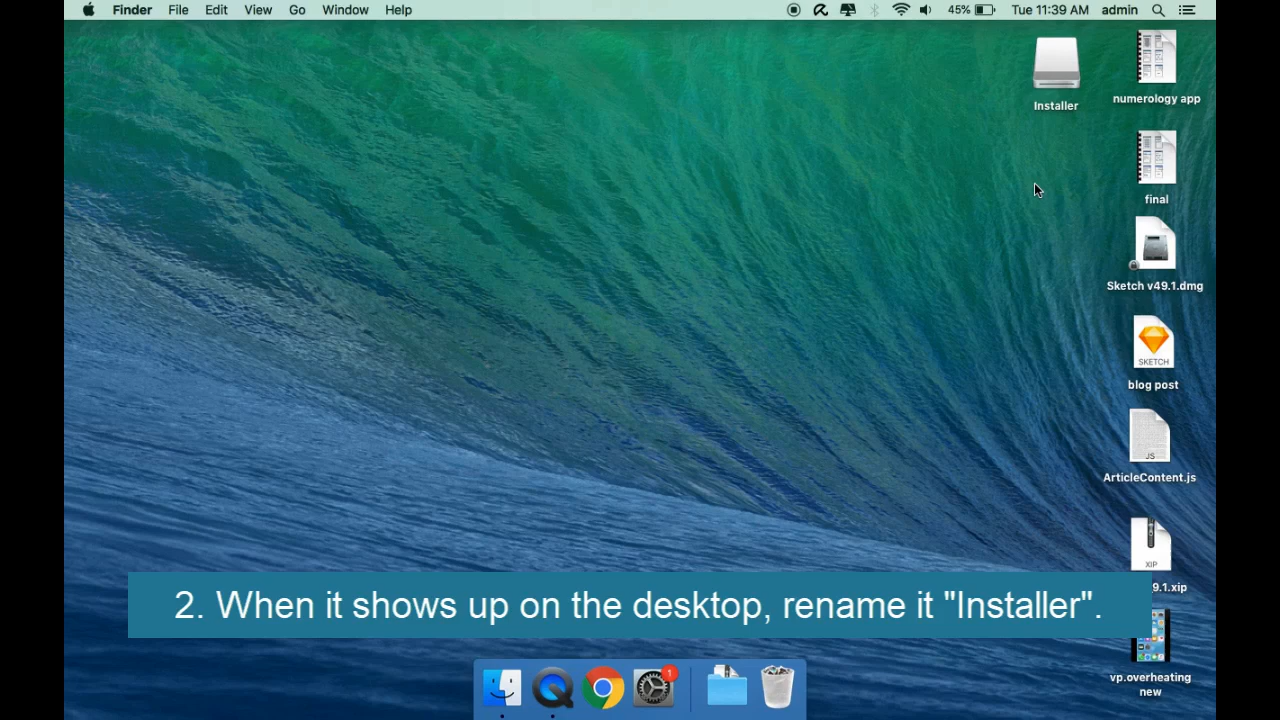 Finder File Edit View Go Window Help 45% Tue 11:39 AM admin
Installer
numerology app
final
Sketch v49.1.dmg
SKETCH
blog post
JS
ArticleContent.js
XIP
9.1.xip
2. When it shows up on the desktop, rename it "Installer".
vp.overheating
new
1